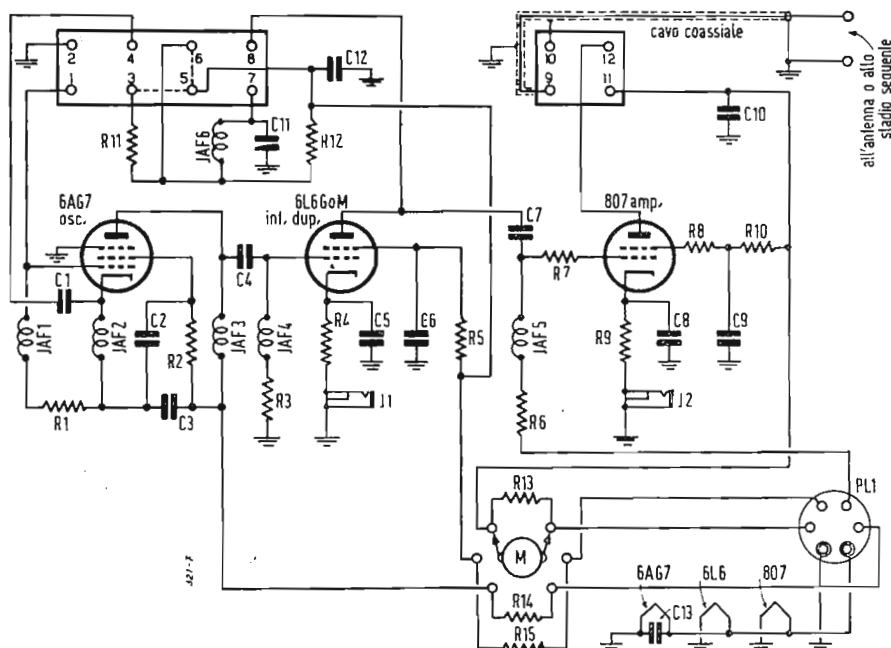 2 4 6 8
1 3 5 7
C12
10 12
9 11
cavo coassiale
all'antenna o allo
stadio seguente
C10
R11
JAF6
C11
R12
6AG7
osc.
6L6GoM
int. dup.
C7
807 amp.
R8
R10
R7
C1
C4
JAF1
JAF2
C2
R2
JAF3
JAF4
R4
C5
C6
R5
JAF5
R9
C8
C9
R1
C3
R3
J1
R6
J2
R13
PL1
M
R14
R15
6AG7
C13
6L6
807